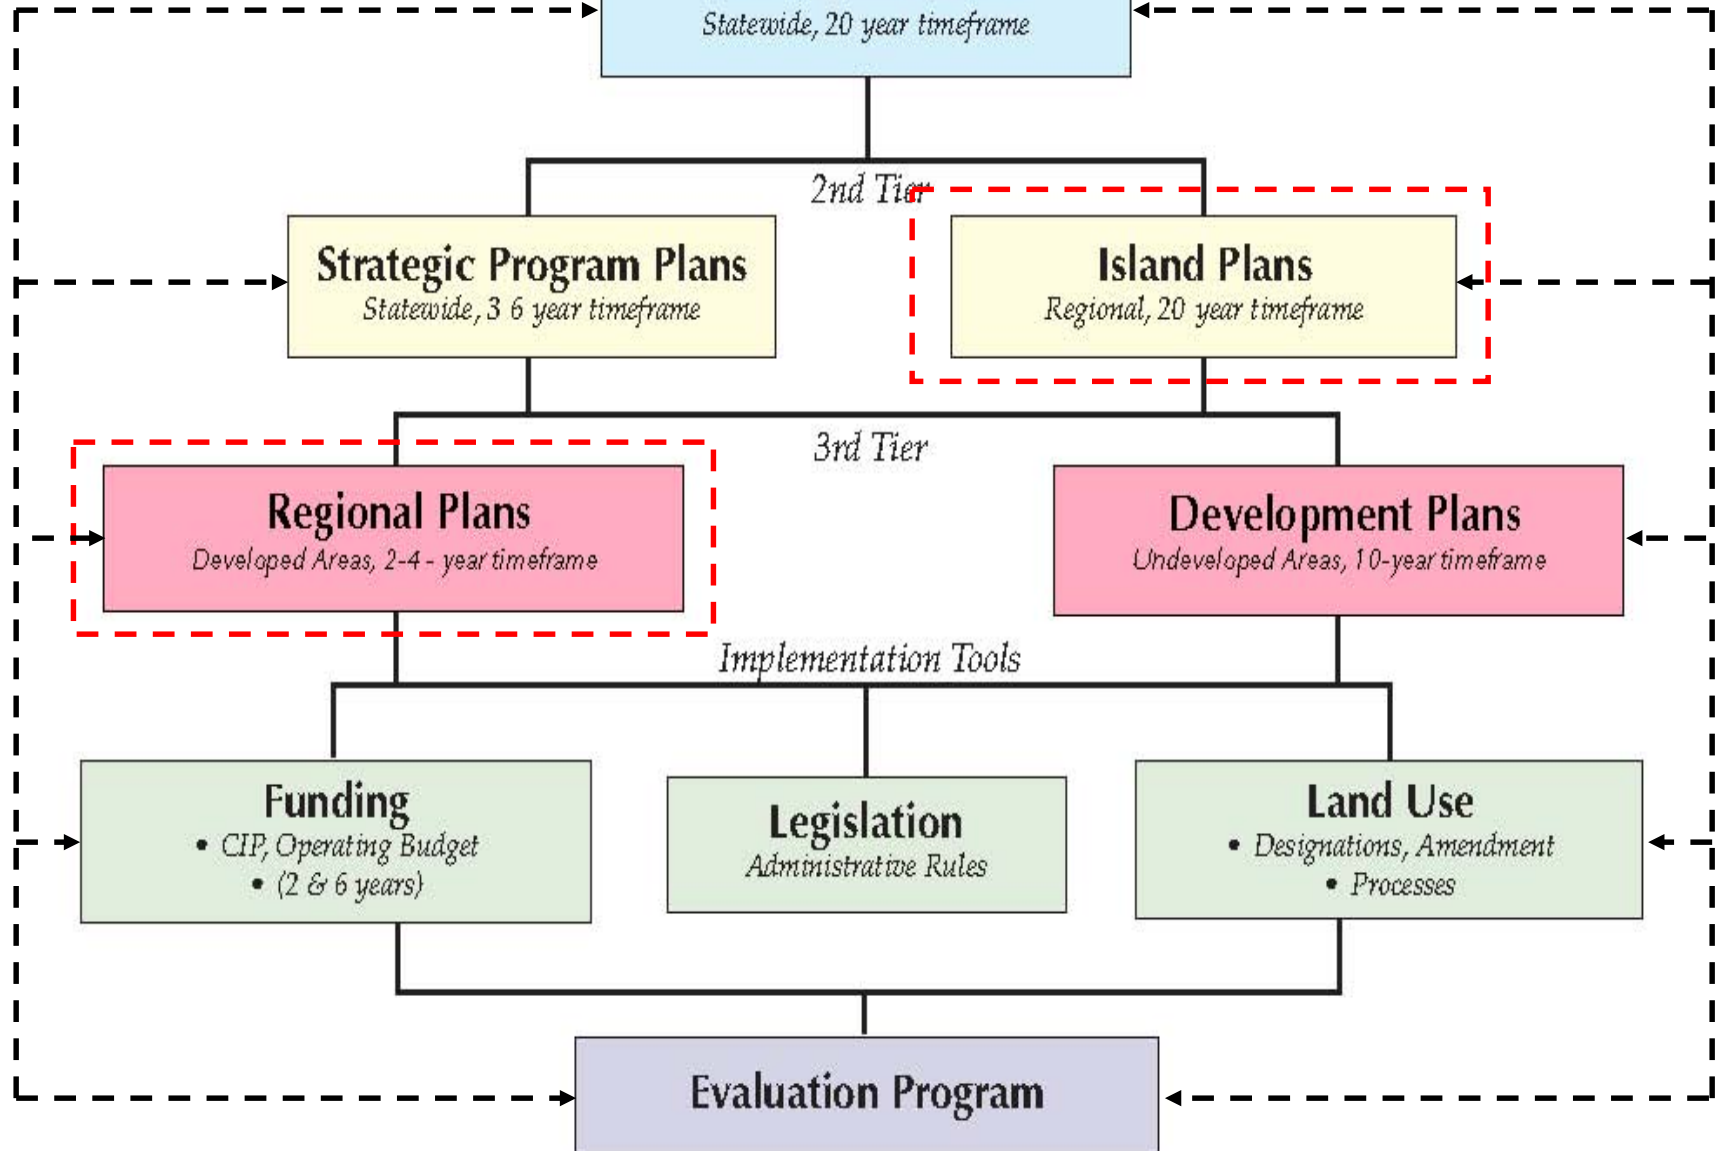 Statewide, 20 year timeframe
2nd Tier
Strategic Program Plans
Statewide, 3 6 year timeframe
Island Plans
Regional, 20 year timeframe
3rd Tier
Regional Plans
Developed Areas, 2-4 - year timeframe
Development Plans
Undeveloped Areas, 10-year timeframe
Implementation Tools
Funding
• CIP, Operating Budget
• (2 & 6 years)
Legislation
Administrative Rules
Land Use
• Designations, Amendment
• Processes
Evaluation Program